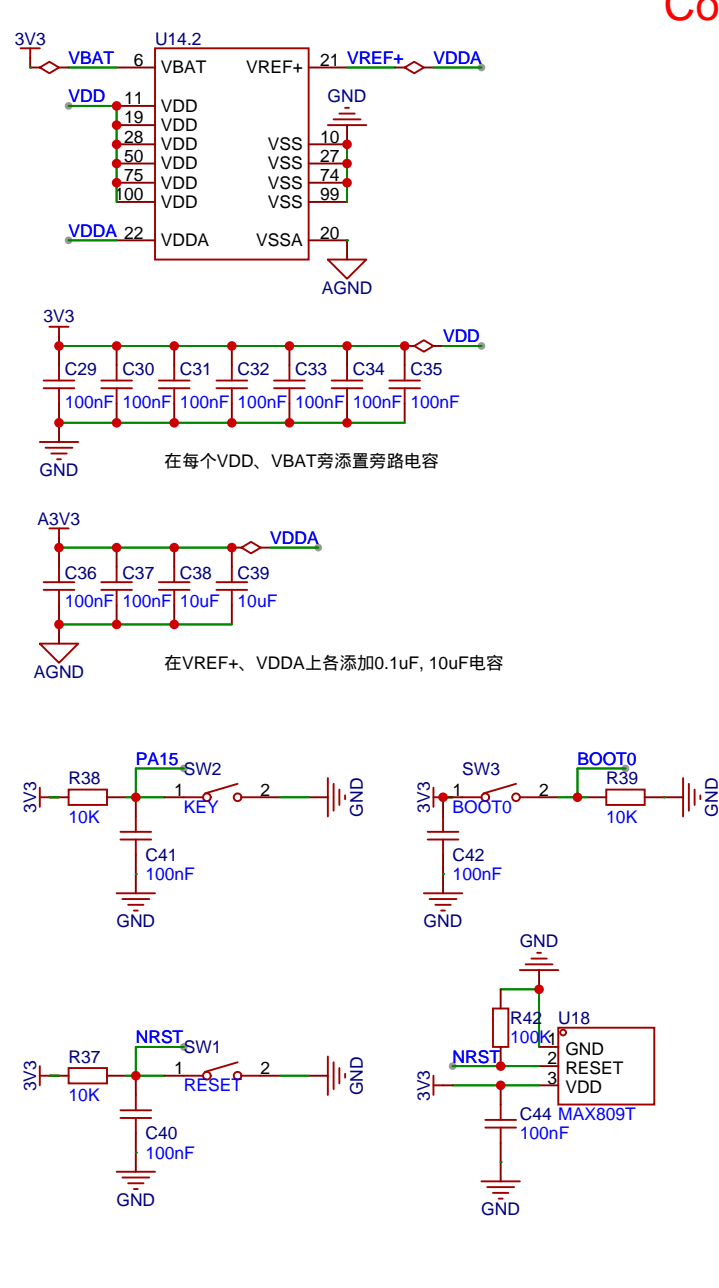 Co
3V3
U14.2
VBAT
6
VBAT
VREF+
21
VREF+
VDDA
VDD
11
VDD
GND
19
VDD
28
VDD
VSS
10
50
VDD
VSS
27
75
VDD
VSS
74
100
VDD
VSS
99
VDDA
22
VDDA
VSSA
20
AGND
3V3
VDD
C29
C30
C31
C32
C33
C34
C35
100nF
100nF
100nF
100nF
100nF
100nF
100nF
GND
在每个VDD、VBAT旁添置旁路电容
A3V3
VDDA
C36
C37
C38
C39
100nF
100nF
10uF
10uF
AGND
在VREF+、VDDA上各添加0.1uF, 10uF电容
PA15
SW2
R38
3V3
1
2
GND
10K
KEY
C41
100nF
GND
BOOT0
SW3
R39
3V3
1
2
GND
BOOT0
10K
C42
100nF
GND
NRST
SW1
R37
3V3
1
2
GND
10K
RESET
C40
100nF
GND
GND
R42
100K
U18
1
GND
NRST
2
RESET
3V3
3
VDD
C44
MAX809T
100nF
GND